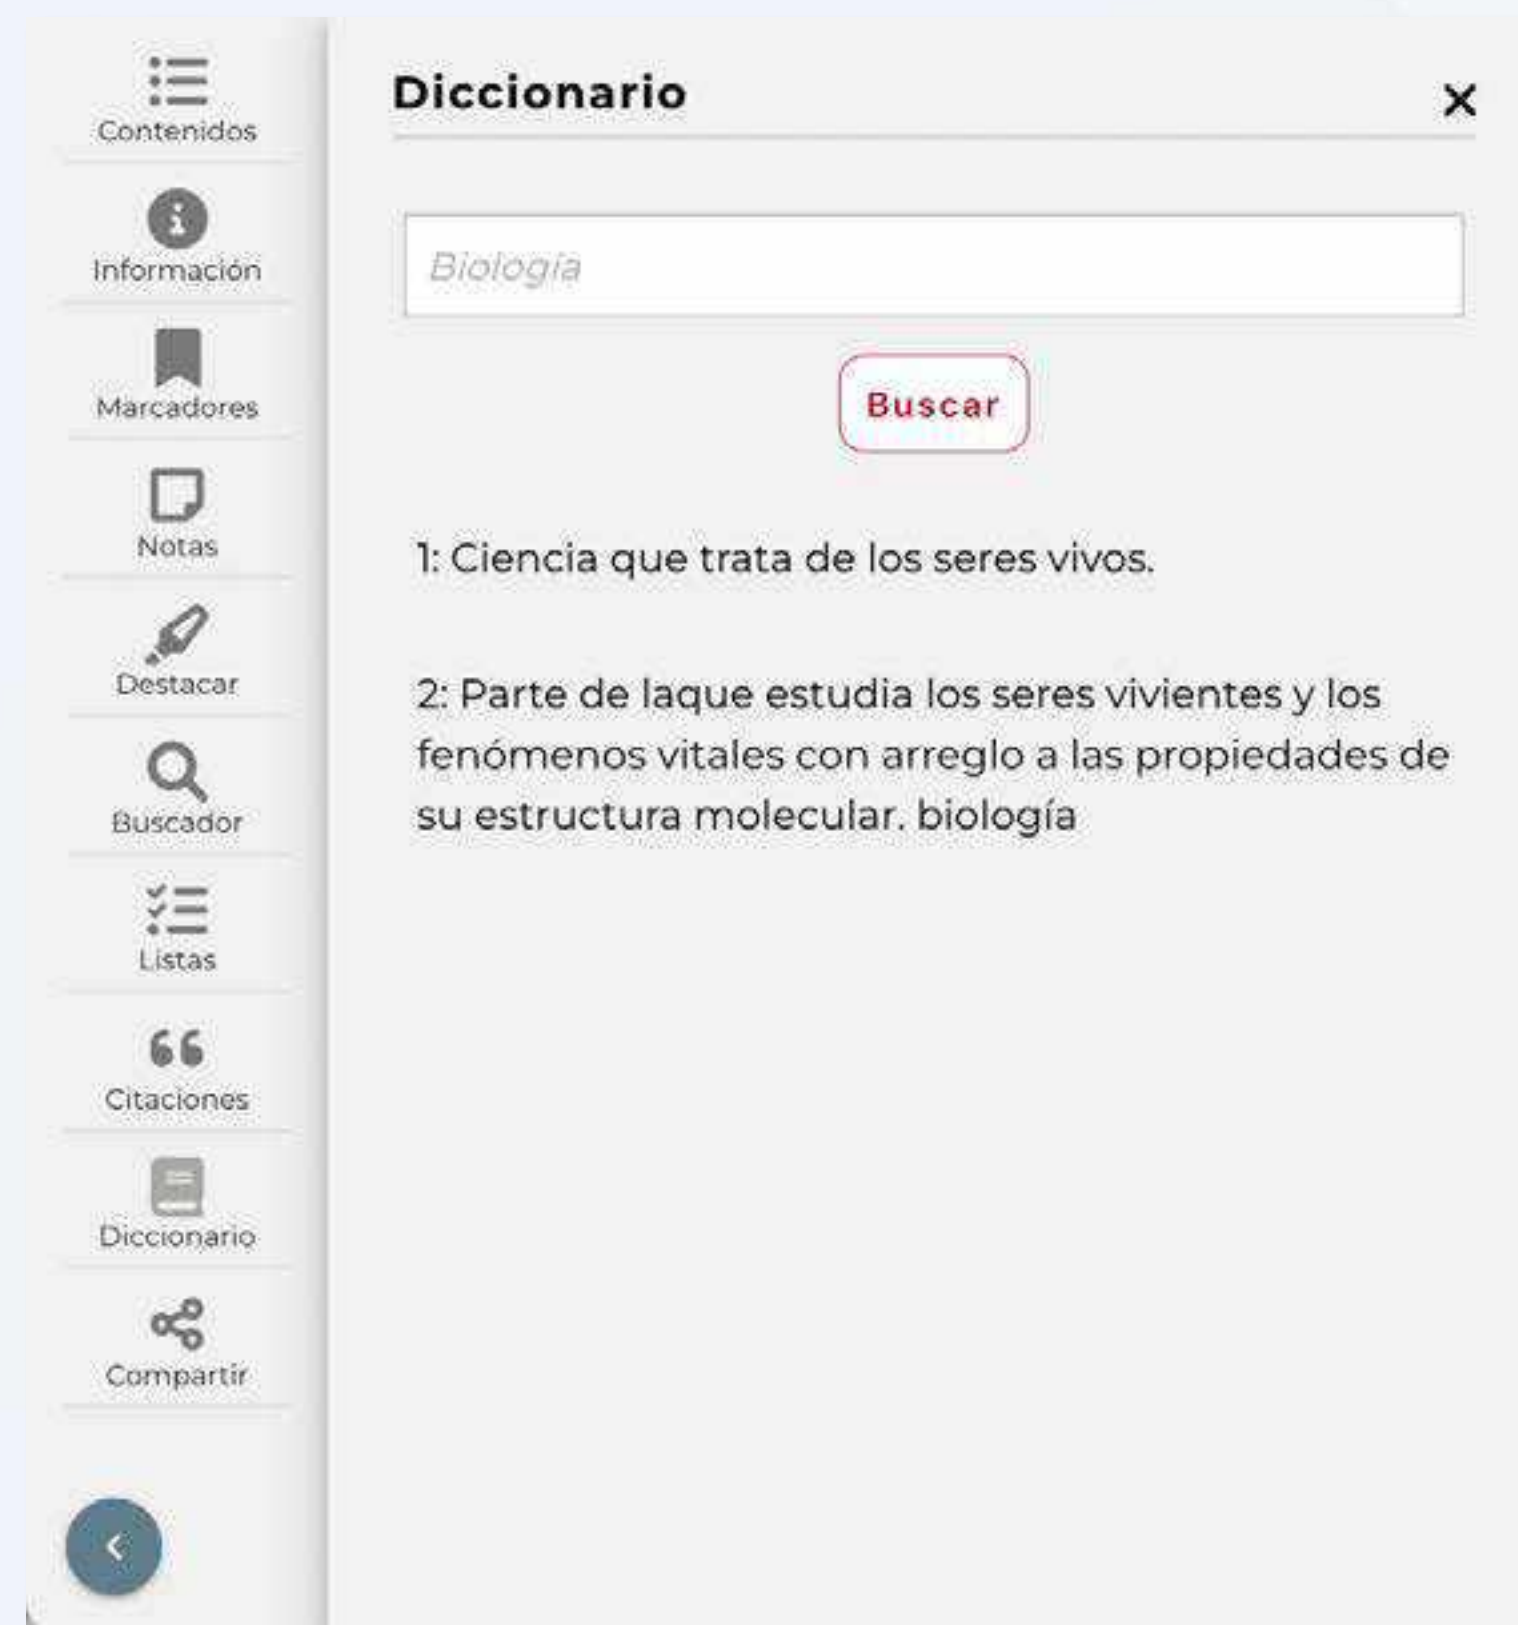 Contenidos
Información
Marcadores
Notas
Destacar
Buscador
Listas
Citaciones
Diccionario
Compartir
Diccionario
Biología
Buscar
1: Ciencia que trata de los seres vivos.
2: Parte de laque estudia los seres vivientes y los
fenómenos vitales con arreglo a las propiedades de
su estructura molecular. biología